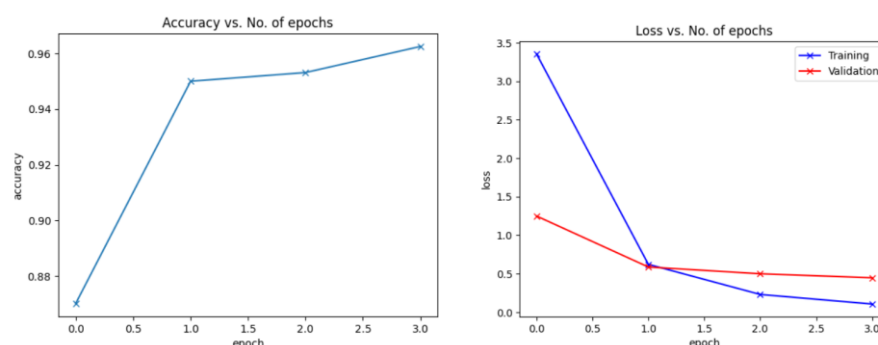 Accuracy vs. No. of epochs
0.96
0.94
0.92
0.90
0.88
accuracy
0.0 0.5 1.0 1.5 2.0 2.5 3.0
epoch
Loss vs. No. of epochs
Training
Validation
3.5
3.0
2.5
2.0
1.5
1.0
0.5
0.0
loss
0.0 0.5 1.0 1.5 2.0 2.5 3.0
epoch